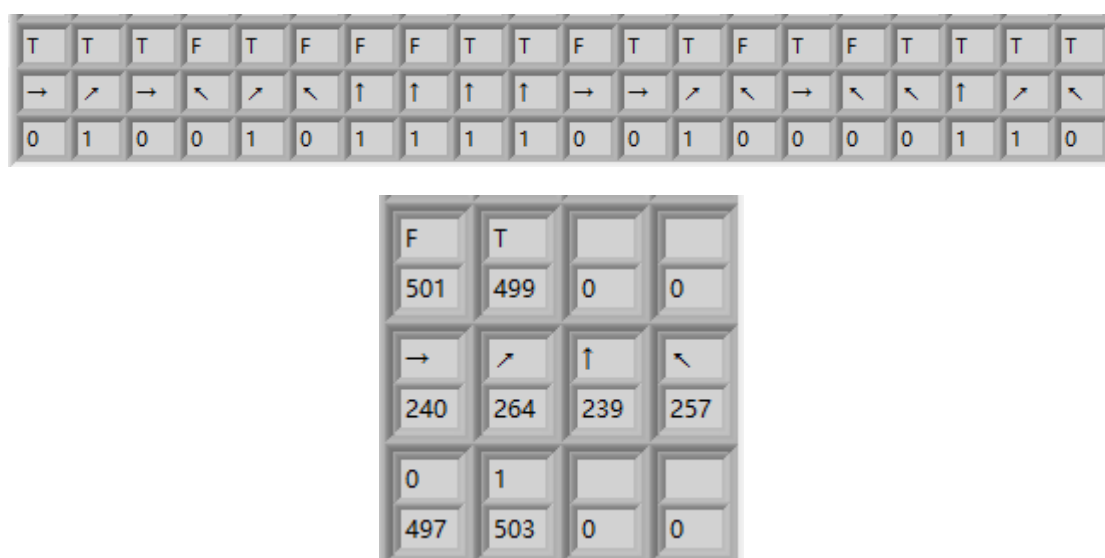 T T T F T F F F T T F T T F T F T T T T
→ ↗ → ↖ ↗ ↖ ↑ ↑ ↑ ↑ → → ↗ ↖ → ↖ ↖ ↑ ↗ ↖
0 1 0 0 1 0 1 1 1 1 0 0 1 0 0 0 0 1 1 0
F T
501 499 0 0
→ ↗ ↑ ↖
240 264 239 257
0 1
497 503 0 0